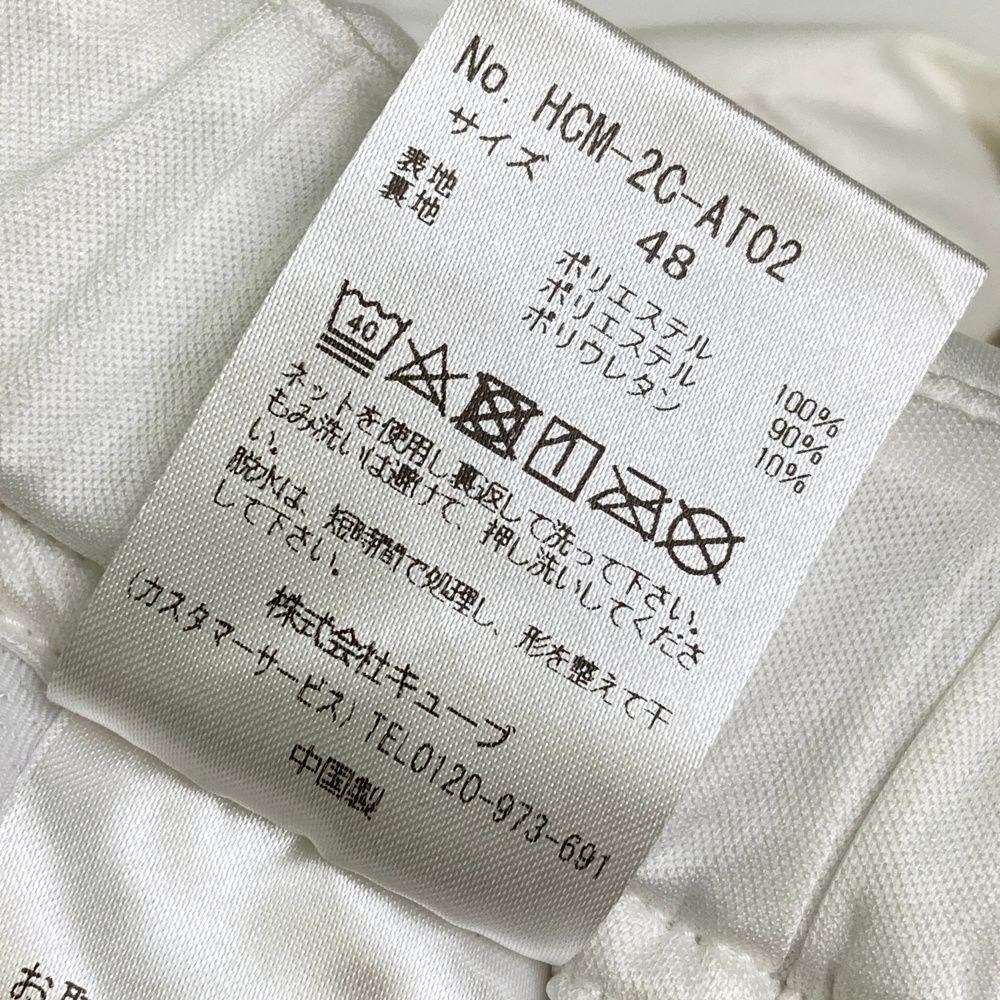 No. HCM-2C-AT02
サイズ 48
表地 ポリエステル 100%
裏地 ポリエステル 90%
ポリウレタン 10%
40
ネットを使用し裏返して洗って下さい。
もみ洗いは避けて、押し洗いしてくださ
い。
脱水は、短時間で処理し、形を整えて干
して下さい。
株式会社キューブ
(カスタマーサービス) TEL0120-973-691
中国製
お取